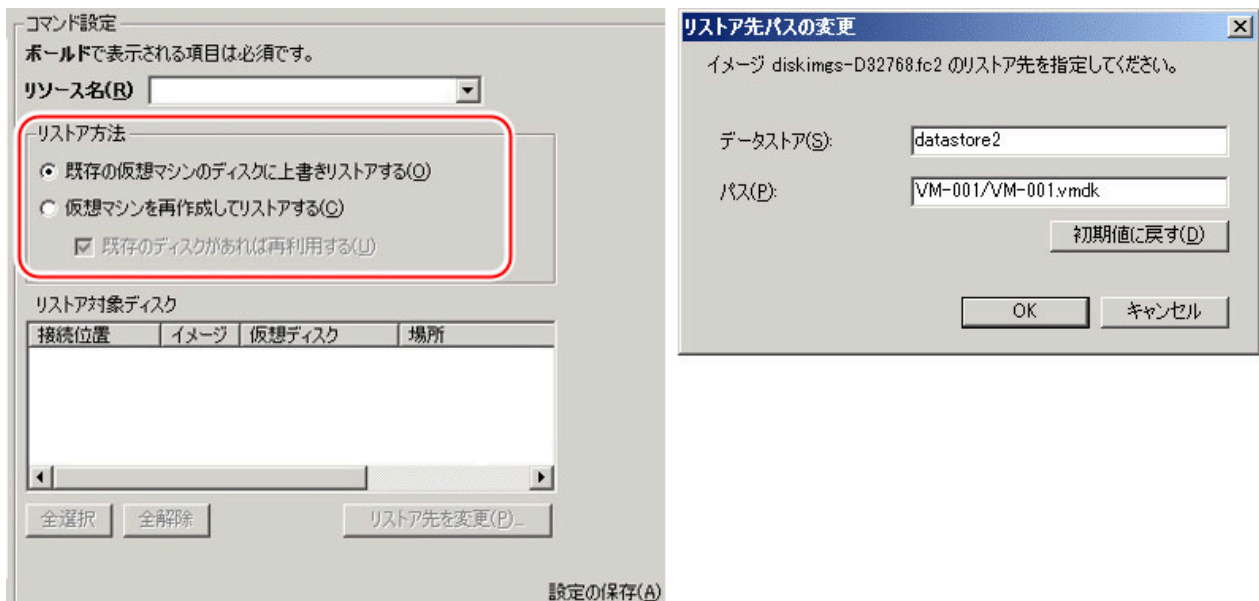 コマンド設定
ボールドで表示される項目は必須です。
リソース名(R)
リストア方法
既存の仮想マシンのディスクに上書きリストアする(O)
仮想マシンを再作成してリストアする(C)
既存のディスクがあれば再利用する(U)
リストア対象ディスク
接続位置 イメージ 仮想ディスク 場所
全選択 全解除 リストア先を変更(P)...
設定の保存(A)
リストア先パスの変更
イメージ diskimgs-D32768.fc2 のリストア先を指定してください。
データストア(S): datastore2
パス(P): VM-001/VM-001.vmdk
初期値に戻す(D)
OK キャンセル